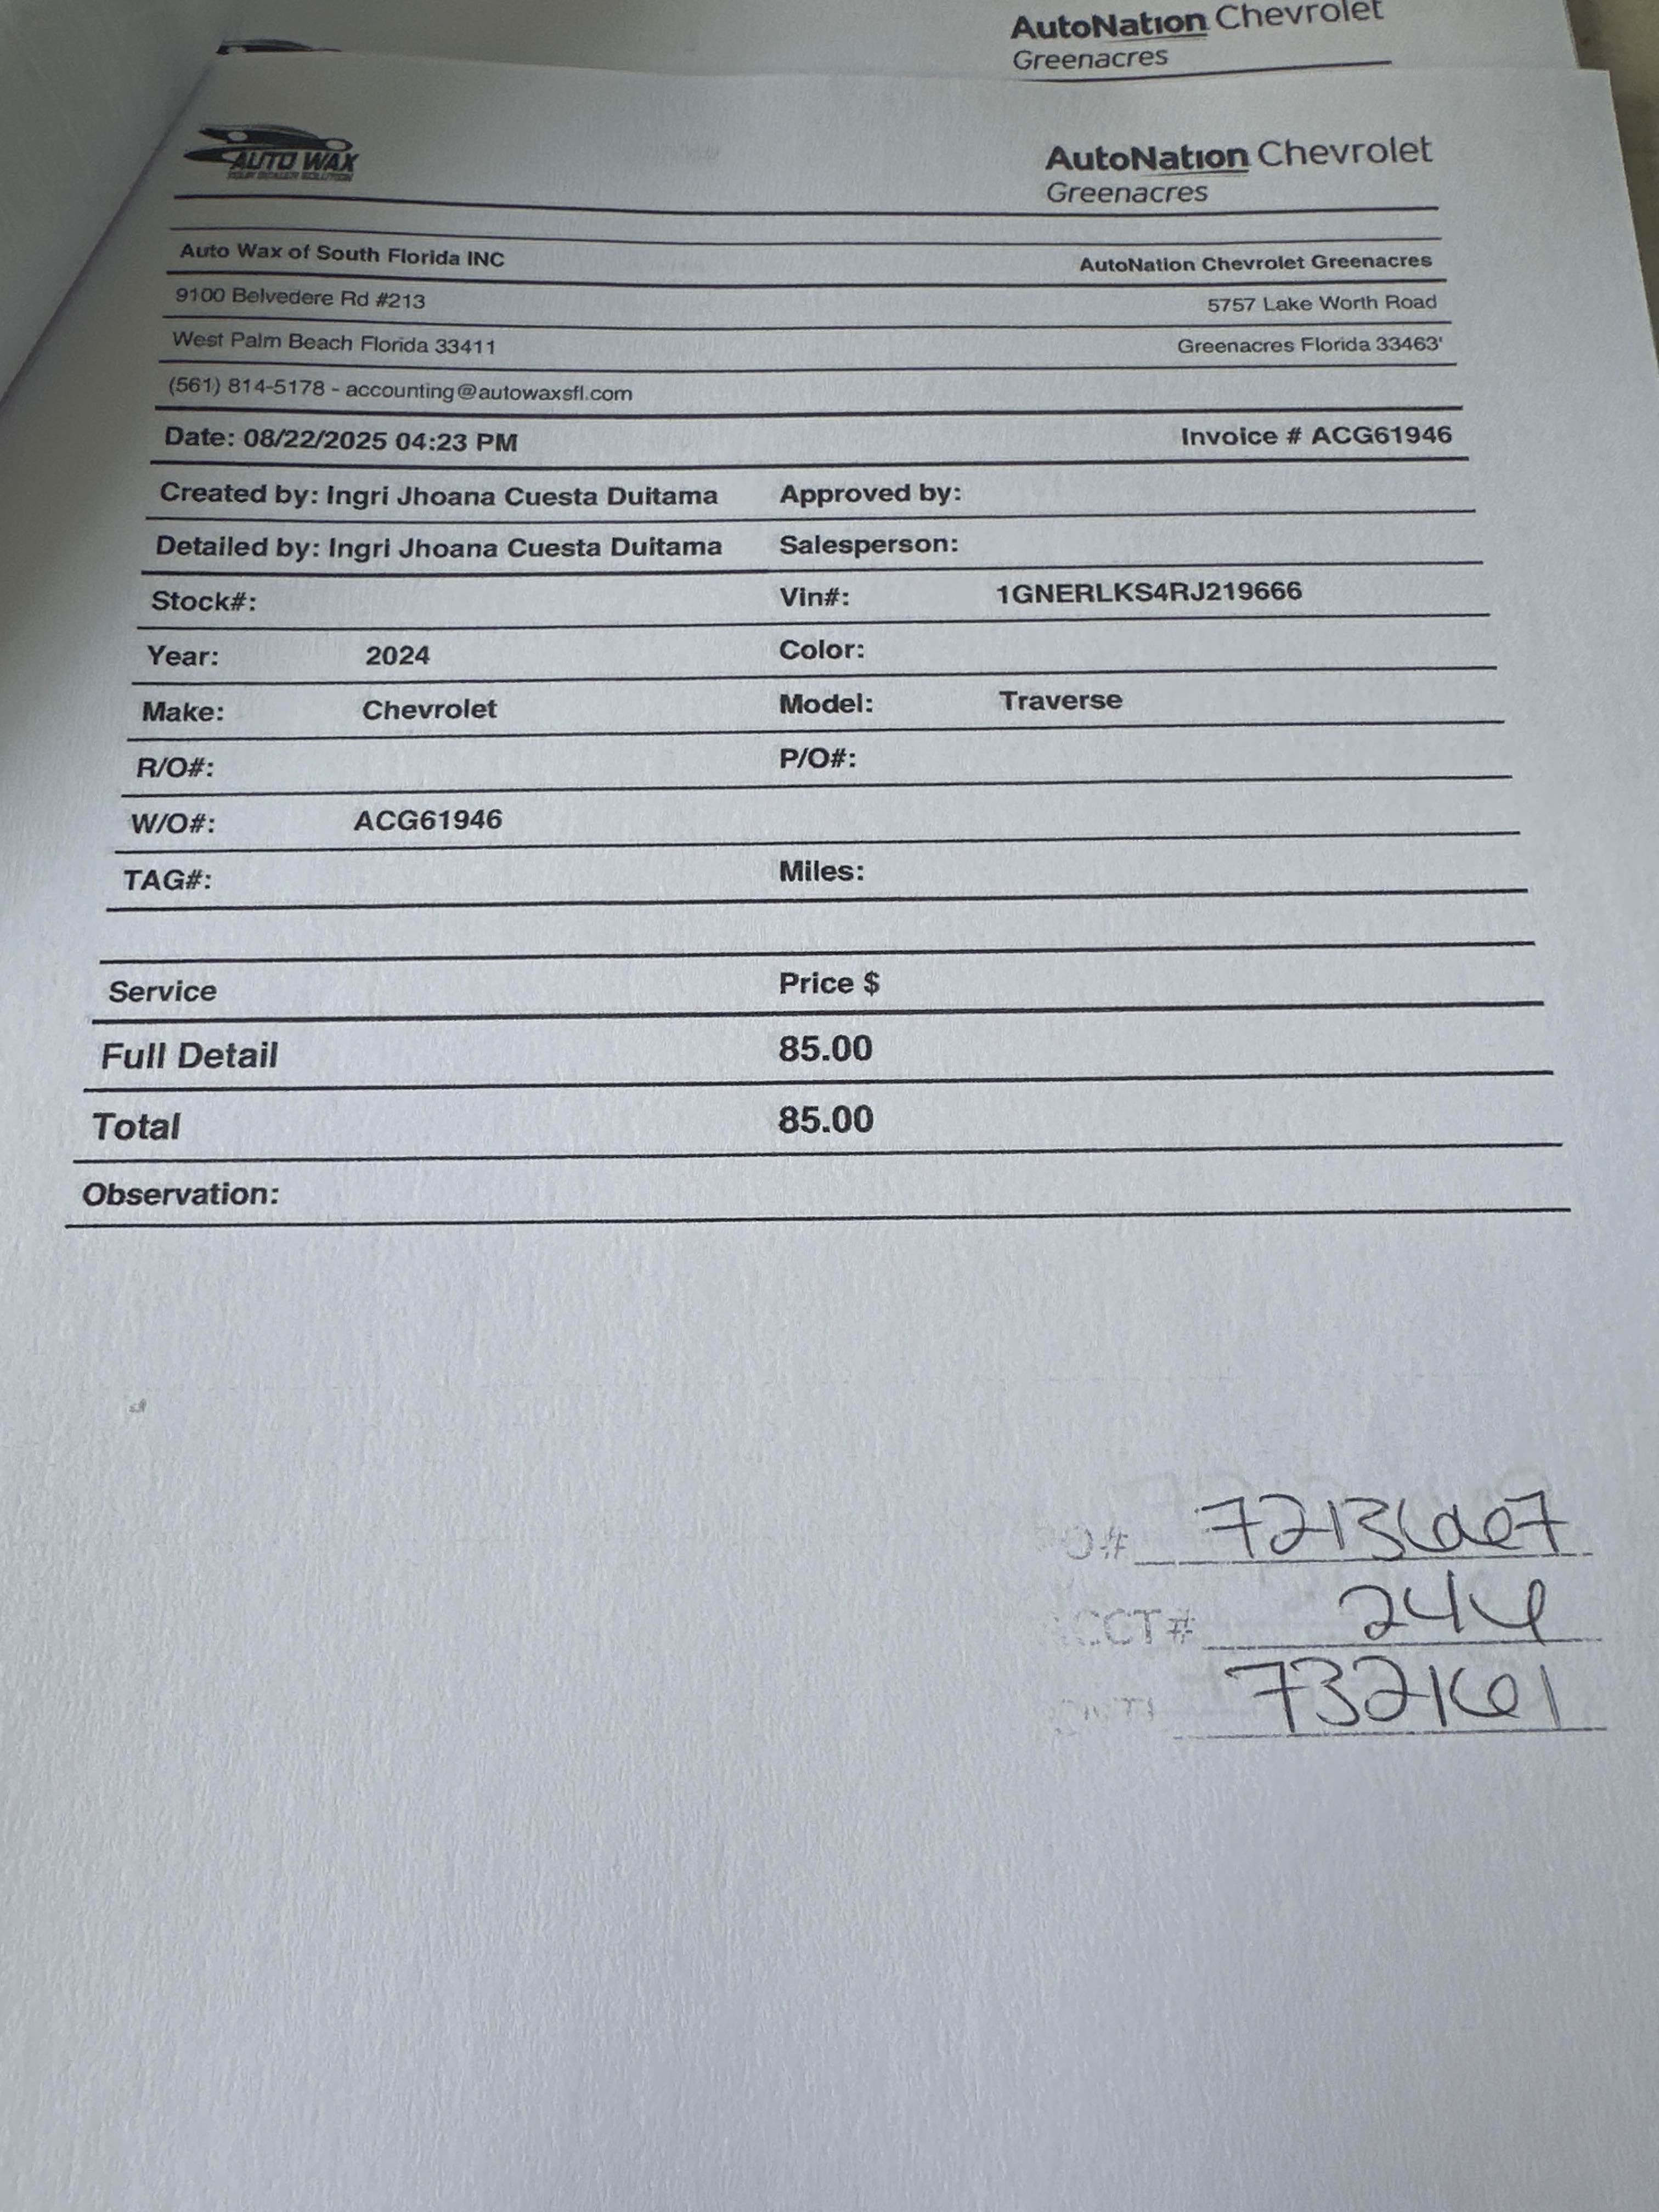 AutoNation Chevrolet
Greenacres
AUTO WAX
YOUR DEALER SOLUTION
AutoNation Chevrolet
Greenacres
Auto Wax of South Florida INC
AutoNation Chevrolet Greenacres
9100 Belvedere Rd #213
5757 Lake Worth Road
West Palm Beach Florida 33411
Greenacres Florida 33463'
(561) 814-5178 - accounting@autowaxsfl.com
Date: 08/22/2025 04:23 PM
Invoice # ACG61946
Created by: Ingri Jhoana Cuesta Duitama Approved by:
Detailed by: Ingri Jhoana Cuesta Duitama Salesperson:
Stock#: Vin#: 1GNERLKS4RJ219666
Year: 2024 Color:
Make: Chevrolet Model: Traverse
R/O#: P/O#:
W/O#: ACG61946
TAG#: Miles:
Service Price $
Full Detail 85.00
Total 85.00
Observation:
O#
CCT# 244
732161